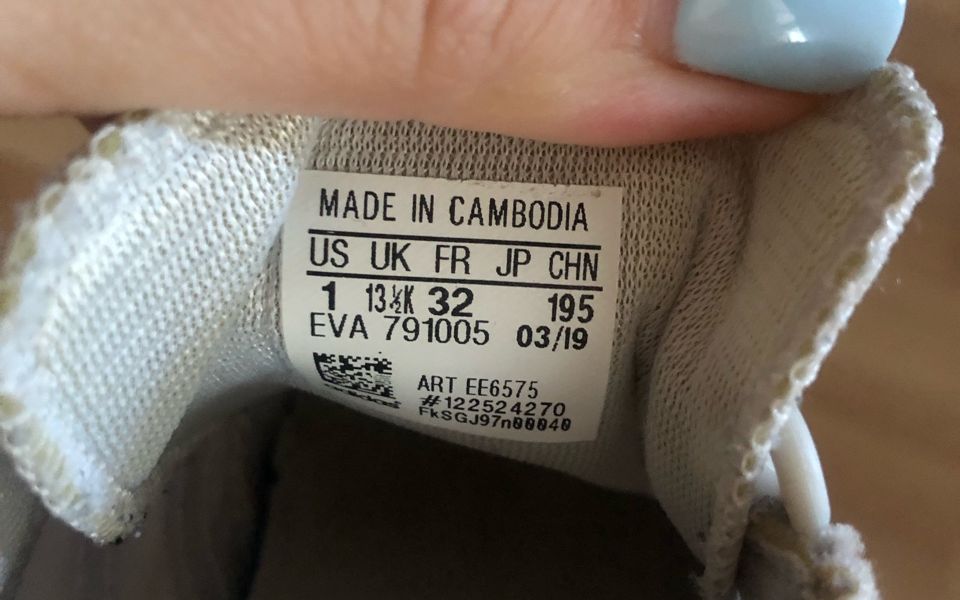 MADE IN CAMBODIA
US UK FR JP CHN
1 13½K 32 195
EVA 791005 03/19
ART EE6575
#122524270
FkSGJ97n00040
adidas